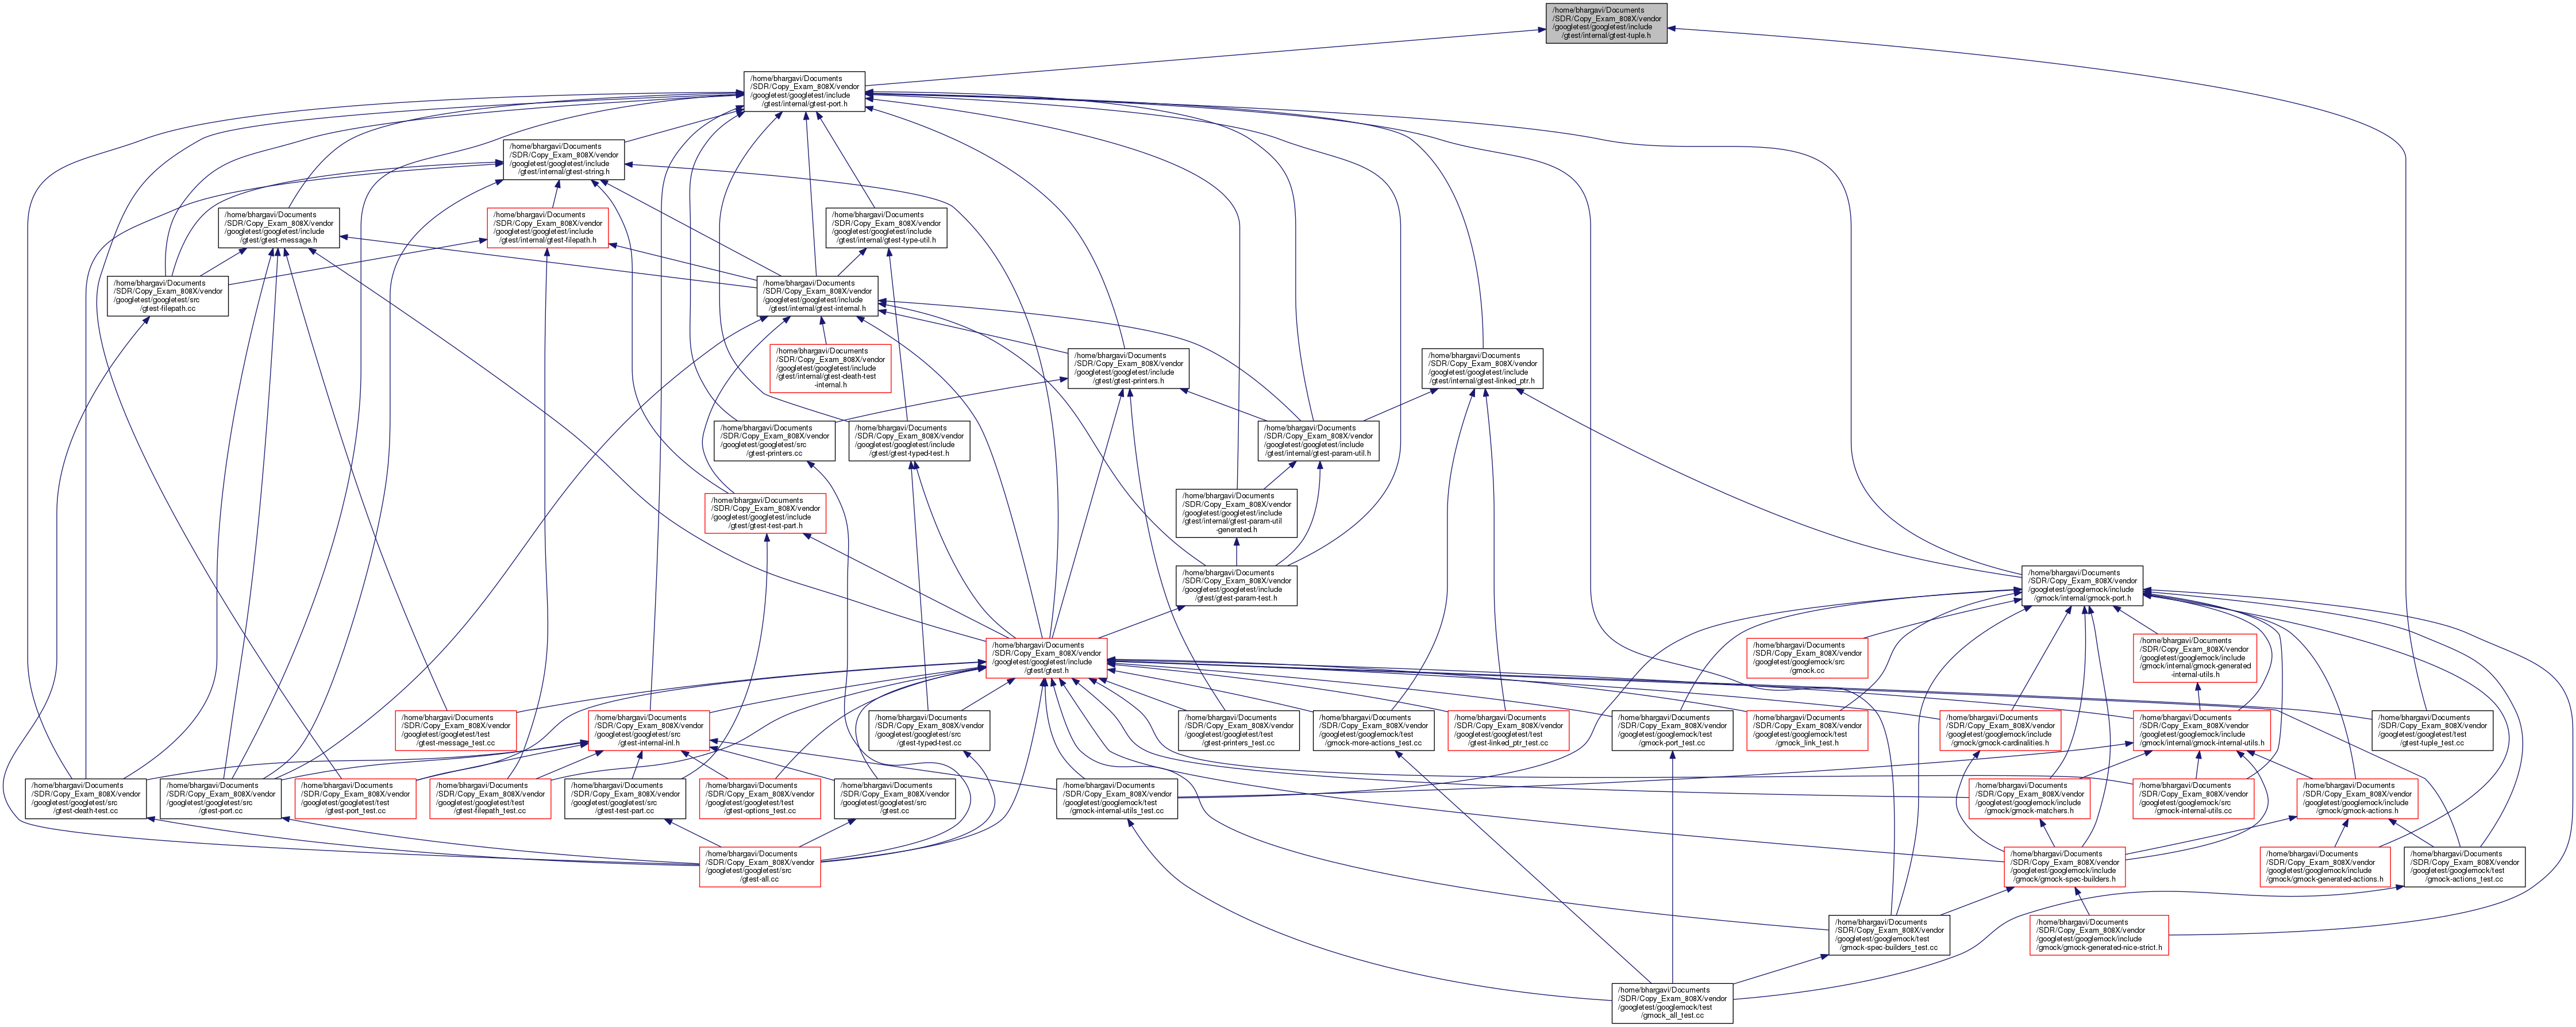 /home/bhargavi/Documents
/SDR/Copy_Exam_808X/vendor
/googletest/googletest/include
/gtest/internal/gtest-tuple.h
/home/bhargavi/Documents
/SDR/Copy_Exam_808X/vendor
/googletest/googletest/include
/gtest/internal/gtest-port.h
/home/bhargavi/Documents
/SDR/Copy_Exam_808X/vendor
/googletest/googletest/include
/gtest/internal/gtest-string.h
/home/bhargavi/Documents
/SDR/Copy_Exam_808X/vendor
/googletest/googletest/include
/gtest/gtest-message.h
/home/bhargavi/Documents
/SDR/Copy_Exam_808X/vendor
/googletest/googletest/include
/gtest/internal/gtest-filepath.h
/home/bhargavi/Documents
/SDR/Copy_Exam_808X/vendor
/googletest/googletest/include
/gtest/internal/gtest-type-util.h
/home/bhargavi/Documents
/SDR/Copy_Exam_808X/vendor
/googletest/googletest/src
/gtest-filepath.cc
/home/bhargavi/Documents
/SDR/Copy_Exam_808X/vendor
/googletest/googletest/include
/gtest/internal/gtest-internal.h
/home/bhargavi/Documents
/SDR/Copy_Exam_808X/vendor
/googletest/googletest/include
/gtest/internal/gtest-death-test
-internal.h
/home/bhargavi/Documents
/SDR/Copy_Exam_808X/vendor
/googletest/googletest/include
/gtest/gtest-printers.h
/home/bhargavi/Documents
/SDR/Copy_Exam_808X/vendor
/googletest/googletest/include
/gtest/internal/gtest-linked_ptr.h
/home/bhargavi/Documents
/SDR/Copy_Exam_808X/vendor
/googletest/googletest/src
/gtest-printers.cc
/home/bhargavi/Documents
/SDR/Copy_Exam_808X/vendor
/googletest/googletest/include
/gtest/gtest-typed-test.h
/home/bhargavi/Documents
/SDR/Copy_Exam_808X/vendor
/googletest/googletest/include
/gtest/internal/gtest-param-util.h
/home/bhargavi/Documents
/SDR/Copy_Exam_808X/vendor
/googletest/googletest/include
/gtest/gtest-test-part.h
/home/bhargavi/Documents
/SDR/Copy_Exam_808X/vendor
/googletest/googletest/include
/gtest/internal/gtest-param-util
-generated.h
/home/bhargavi/Documents
/SDR/Copy_Exam_808X/vendor
/googletest/googletest/include
/gtest/gtest-param-test.h
/home/bhargavi/Documents
/SDR/Copy_Exam_808X/vendor
/googletest/googlemock/include
/gmock/internal/gmock-port.h
/home/bhargavi/Documents
/SDR/Copy_Exam_808X/vendor
/googletest/googletest/include
/gtest/gtest.h
/home/bhargavi/Documents
/SDR/Copy_Exam_808X/vendor
/googletest/googlemock/src
/gmock.cc
/home/bhargavi/Documents
/SDR/Copy_Exam_808X/vendor
/googletest/googlemock/include
/gmock/internal/gmock-generated
-internal-utils.h
/home/bhargavi/Documents
/SDR/Copy_Exam_808X/vendor
/googletest/googletest/test
/gtest-message_test.cc
/home/bhargavi/Documents
/SDR/Copy_Exam_808X/vendor
/googletest/googletest/src
/gtest-internal-inl.h
/home/bhargavi/Documents
/SDR/Copy_Exam_808X/vendor
/googletest/googletest/src
/gtest-typed-test.cc
/home/bhargavi/Documents
/SDR/Copy_Exam_808X/vendor
/googletest/googletest/test
/gtest-printers_test.cc
/home/bhargavi/Documents
/SDR/Copy_Exam_808X/vendor
/googletest/googlemock/test
/gmock-more-actions_test.cc
/home/bhargavi/Documents
/SDR/Copy_Exam_808X/vendor
/googletest/googletest/test
/gtest-linked_ptr_test.cc
/home/bhargavi/Documents
/SDR/Copy_Exam_808X/vendor
/googletest/googlemock/test
/gmock-port_test.cc
/home/bhargavi/Documents
/SDR/Copy_Exam_808X/vendor
/googletest/googlemock/test
/gmock_link_test.h
/home/bhargavi/Documents
/SDR/Copy_Exam_808X/vendor
/googletest/googlemock/include
/gmock/gmock-cardinalities.h
/home/bhargavi/Documents
/SDR/Copy_Exam_808X/vendor
/googletest/googlemock/include
/gmock/internal/gmock-internal-utils.h
/home/bhargavi/Documents
/SDR/Copy_Exam_808X/vendor
/googletest/googletest/test
/gtest-tuple_test.cc
/home/bhargavi/Documents
/SDR/Copy_Exam_808X/vendor
/googletest/googletest/src
/gtest-death-test.cc
/home/bhargavi/Documents
/SDR/Copy_Exam_808X/vendor
/googletest/googletest/src
/gtest-port.cc
/home/bhargavi/Documents
/SDR/Copy_Exam_808X/vendor
/googletest/googletest/test
/gtest-port_test.cc
/home/bhargavi/Documents
/SDR/Copy_Exam_808X/vendor
/googletest/googletest/test
/gtest-filepath_test.cc
/home/bhargavi/Documents
/SDR/Copy_Exam_808X/vendor
/googletest/googletest/src
/gtest-test-part.cc
/home/bhargavi/Documents
/SDR/Copy_Exam_808X/vendor
/googletest/googletest/test
/gtest-options_test.cc
/home/bhargavi/Documents
/SDR/Copy_Exam_808X/vendor
/googletest/googletest/src
/gtest.cc
/home/bhargavi/Documents
/SDR/Copy_Exam_808X/vendor
/googletest/googlemock/test
/gmock-internal-utils_test.cc
/home/bhargavi/Documents
/SDR/Copy_Exam_808X/vendor
/googletest/googlemock/include
/gmock/gmock-matchers.h
/home/bhargavi/Documents
/SDR/Copy_Exam_808X/vendor
/googletest/googlemock/src
/gmock-internal-utils.cc
/home/bhargavi/Documents
/SDR/Copy_Exam_808X/vendor
/googletest/googlemock/include
/gmock/gmock-actions.h
/home/bhargavi/Documents
/SDR/Copy_Exam_808X/vendor
/googletest/googletest/src
/gtest-all.cc
/home/bhargavi/Documents
/SDR/Copy_Exam_808X/vendor
/googletest/googlemock/include
/gmock/gmock-spec-builders.h
/home/bhargavi/Documents
/SDR/Copy_Exam_808X/vendor
/googletest/googlemock/include
/gmock/gmock-generated-actions.h
/home/bhargavi/Documents
/SDR/Copy_Exam_808X/vendor
/googletest/googlemock/test
/gmock-actions_test.cc
/home/bhargavi/Documents
/SDR/Copy_Exam_808X/vendor
/googletest/googlemock/test
/gmock-spec-builders_test.cc
/home/bhargavi/Documents
/SDR/Copy_Exam_808X/vendor
/googletest/googlemock/include
/gmock/gmock-generated-nice-strict.h
/home/bhargavi/Documents
/SDR/Copy_Exam_808X/vendor
/googletest/googlemock/test
/gmock_all_test.cc